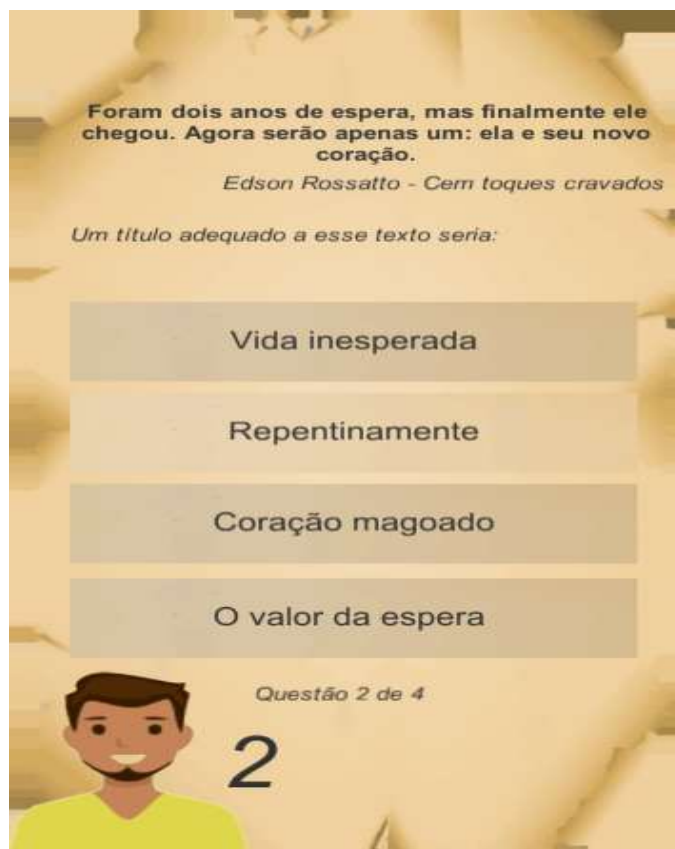 Foram dois anos de espera, mas finalmente ele
chegou. Agora serão apenas um: ela e seu novo
coração.
Edson Rossatto - Cem toques cravados
Um título adequado a esse texto seria:
Vida inesperada
Repentinamente
Coração magoado
O valor da espera
Questão 2 de 4
2